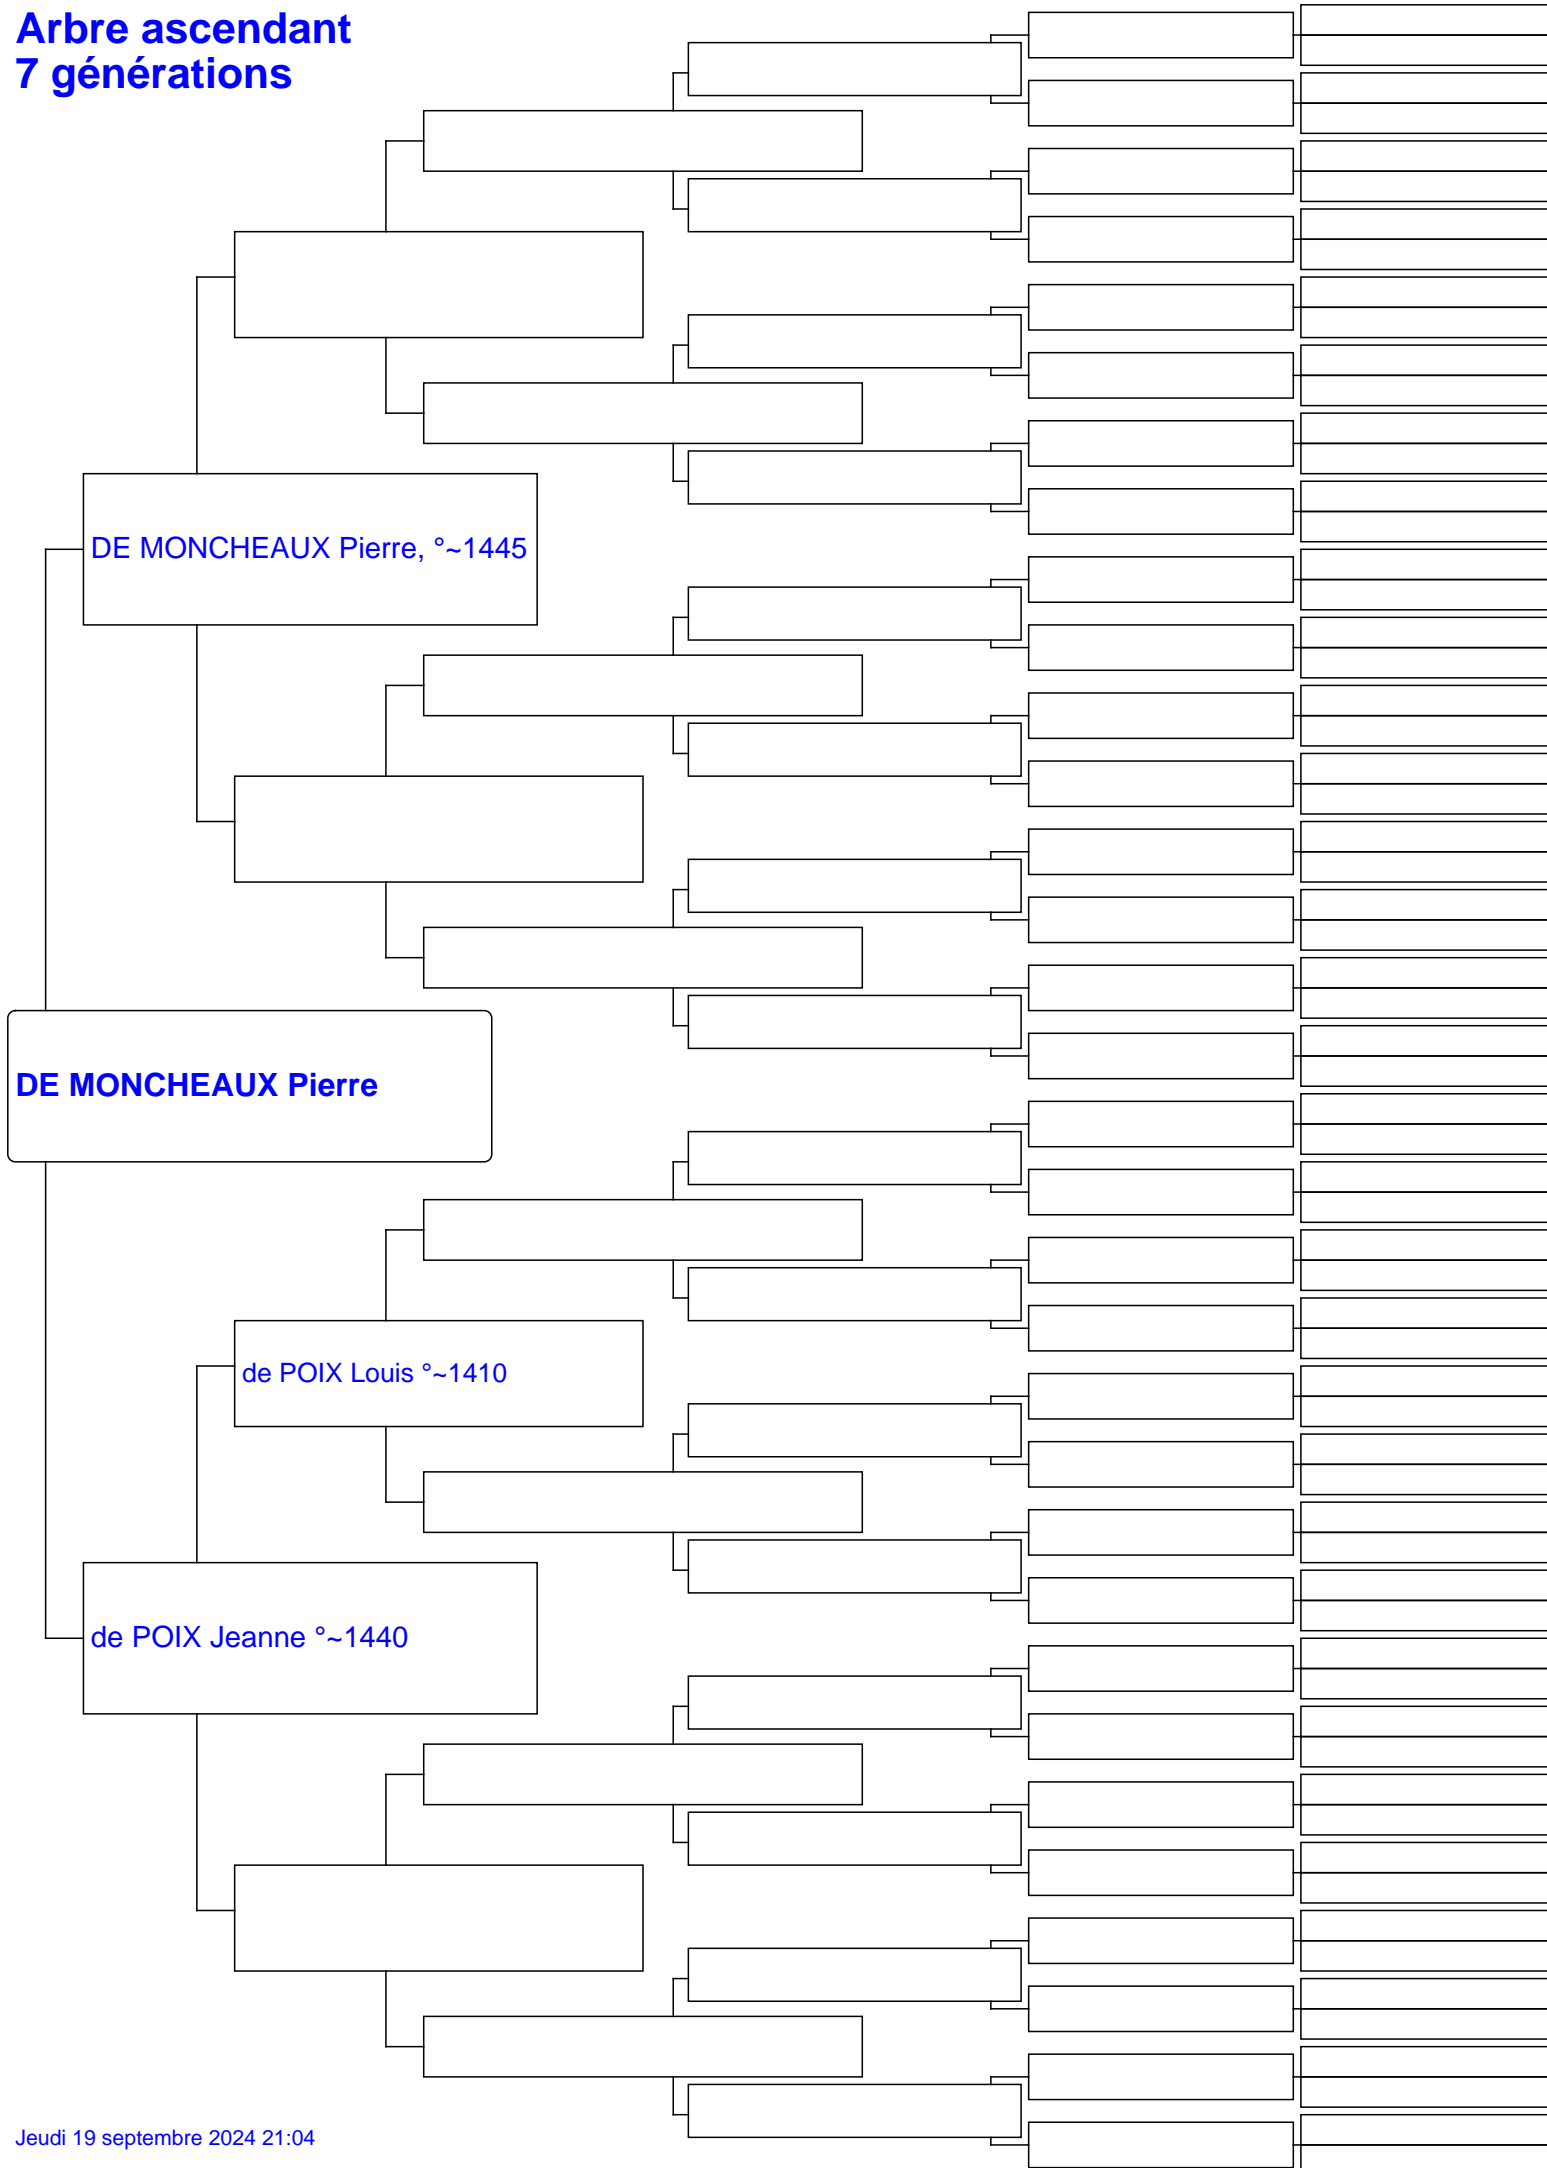 Arbre ascendant
7 générations
DE MONCHEAUX Pierre, °~1445
DE MONCHEAUX Pierre
de POIX Louis °~1410
de POIX Jeanne °~1440
Jeudi 19 septembre 2024 21:04